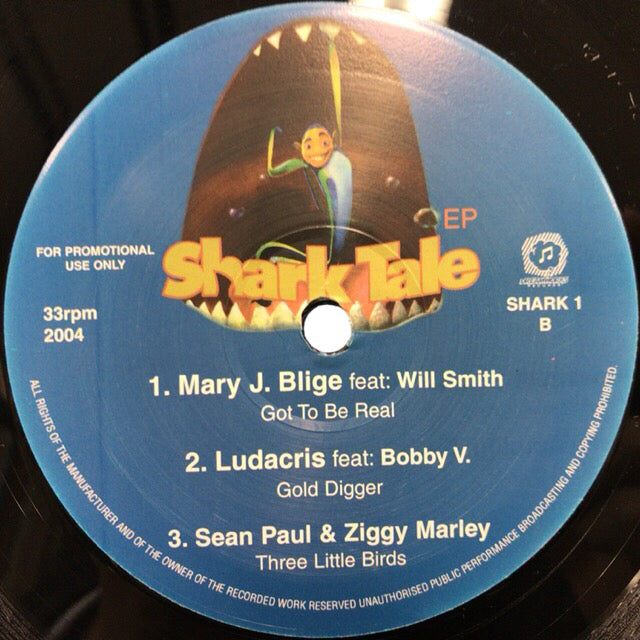 EP
Shark Tale
FOR PROMOTIONAL
USE ONLY
33rpm
2004
SHARK 1
B
1. Mary J. Blige feat: Will Smith
Got To Be Real
2. Ludacris feat: Bobby V.
Gold Digger
3. Sean Paul & Ziggy Marley
Three Little Birds
ALL RIGHTS OF THE MANUFACTURER AND OF THE OWNER OF THE RECORDED WORK RESERVED UNAUTHORISED PUBLIC PERFORMANCE BROADCASTING AND COPYING PROHIBITED.